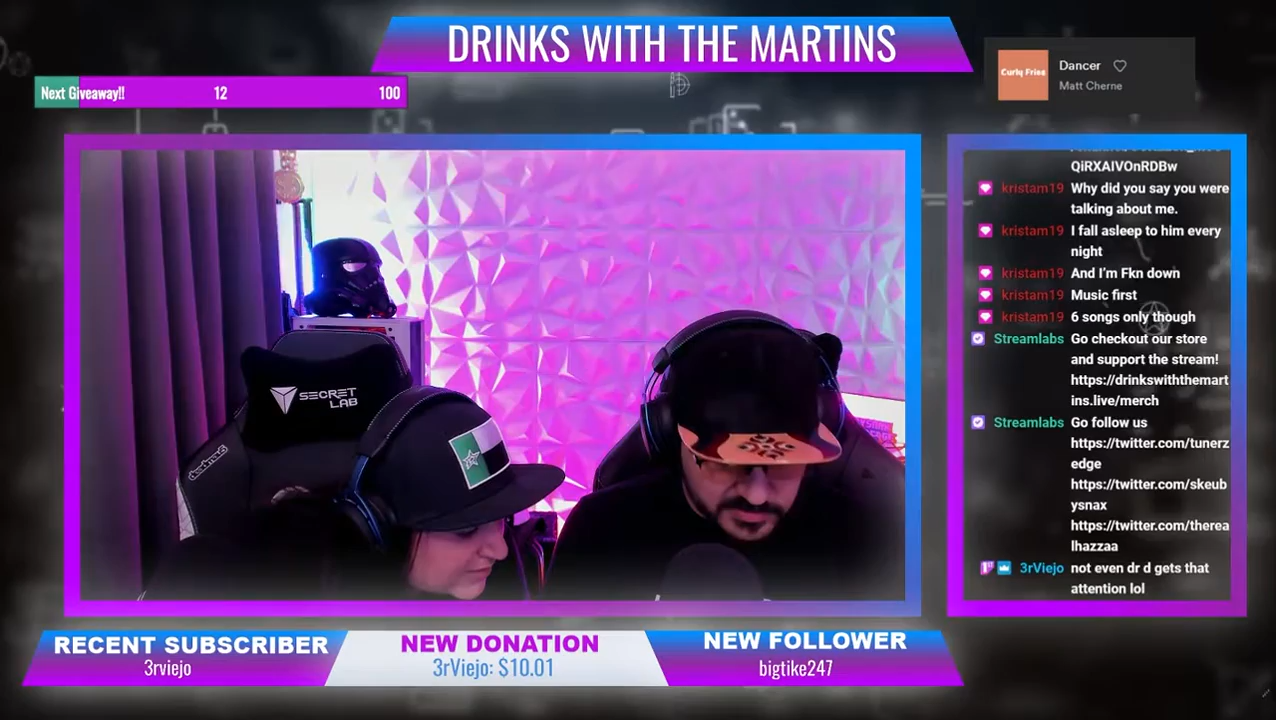 DRINKS WITH THE MARTINS
Next Giveaway!! 12 100
Curly Fries
Dancer
Matt Cherne
SECRET
LAB
deadmau5
QiRXAIVOnRDBw
kristam19 Why did you say you were
talking about me.
kristam19 I fall asleep to him every
night
kristam19 And I'm Fkn down
kristam19 Music first
kristam19 6 songs only though
Streamlabs Go checkout our store
and support the stream!
https://drinkswiththemart
ins.live/merch
Streamlabs Go follow us
https://twitter.com/tunerz
edge
https://twitter.com/skeub
ysnax
https://twitter.com/therea
lhazzaa
3rViejo not even dr d gets that
attention lol
RECENT SUBSCRIBER
3rviejo
NEW DONATION
3rViejo: $10.01
NEW FOLLOWER
bigtike247